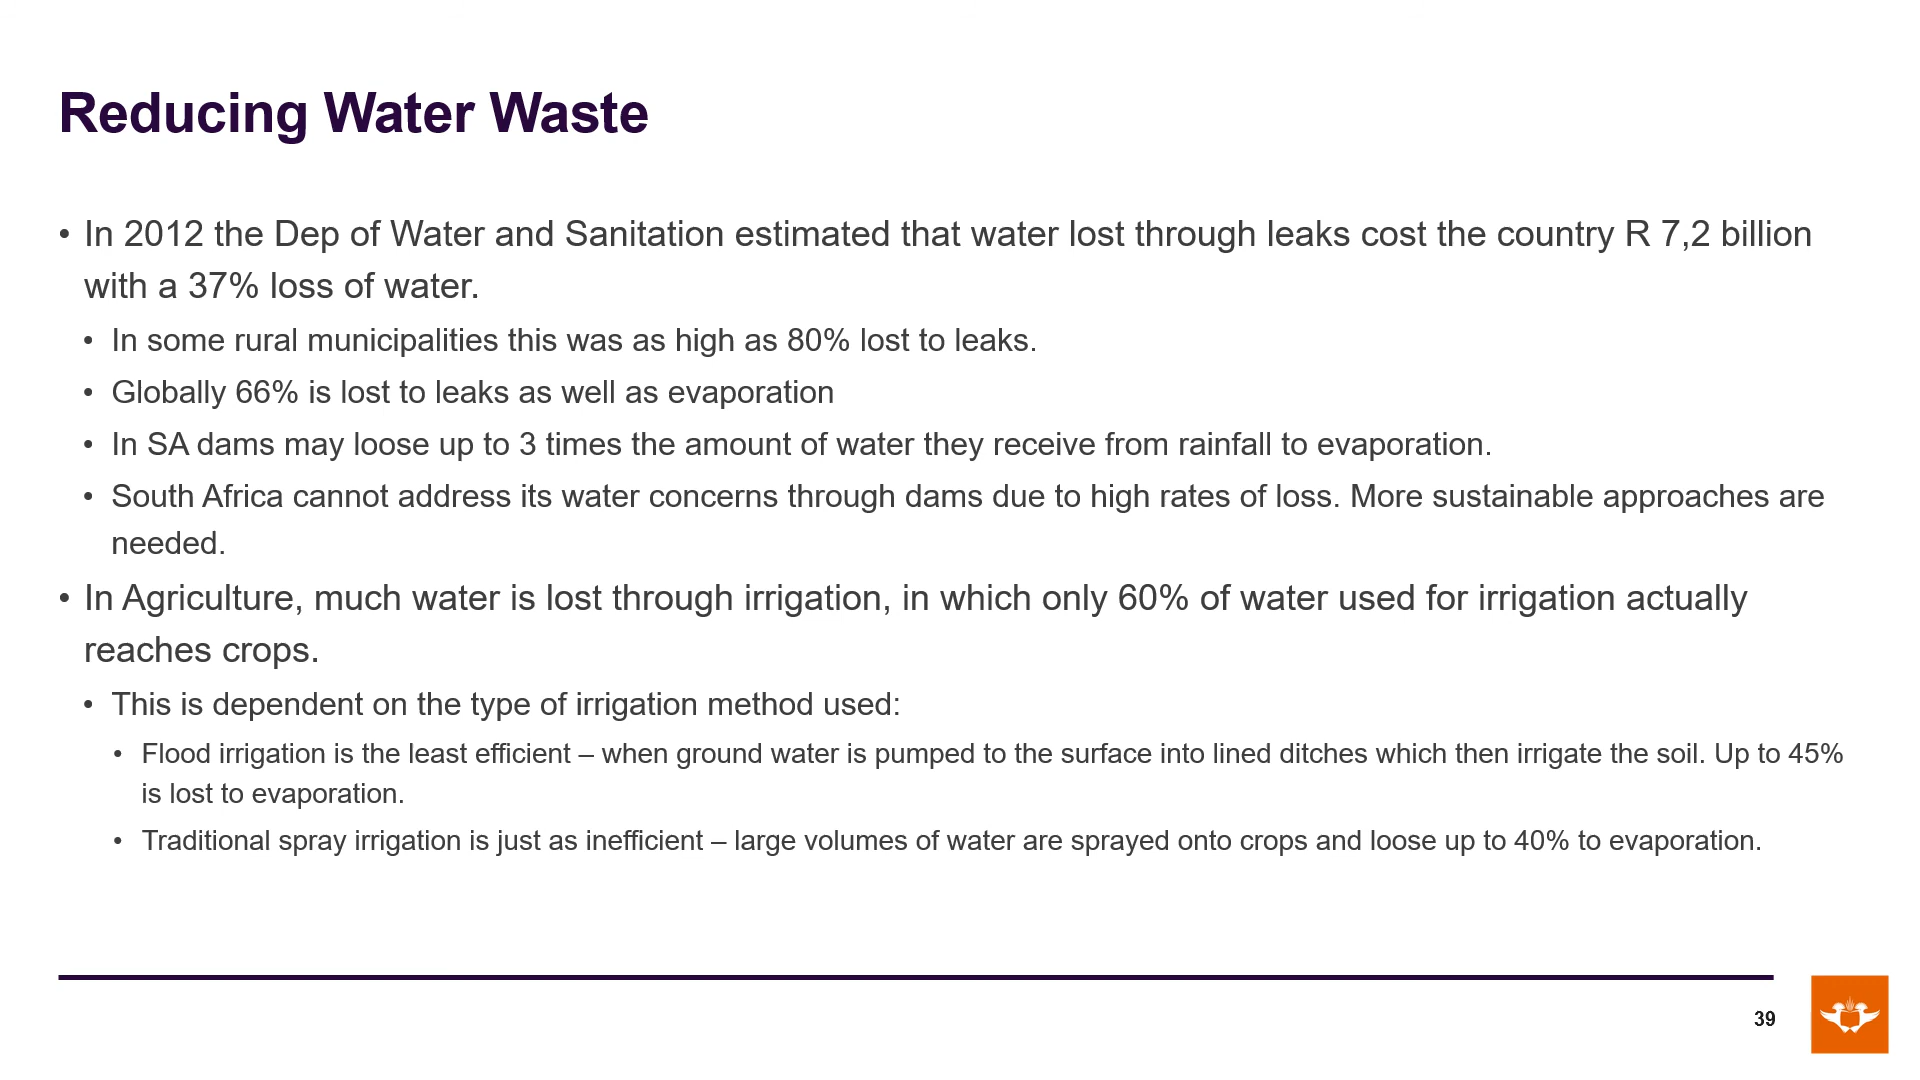 Reducing Water Waste
• In 2012 the Dep of Water and Sanitation estimated that water lost through leaks cost the country R 7,2 billion
with a 37% loss of water.
• In some rural municipalities this was as high as 80% lost to leaks.
• Globally 66% is lost to leaks as well as evaporation
• In SA dams may loose up to 3 times the amount of water they receive from rainfall to evaporation.
• South Africa cannot address its water concerns through dams due to high rates of loss. More sustainable approaches are
needed.
• In Agriculture, much water is lost through irrigation, in which only 60% of water used for irrigation actually
reaches crops.
• This is dependent on the type of irrigation method used:
• Flood irrigation is the least efficient – when ground water is pumped to the surface into lined ditches which then irrigate the soil. Up to 45%
is lost to evaporation.
• Traditional spray irrigation is just as inefficient – large volumes of water are sprayed onto crops and loose up to 40% to evaporation.
39